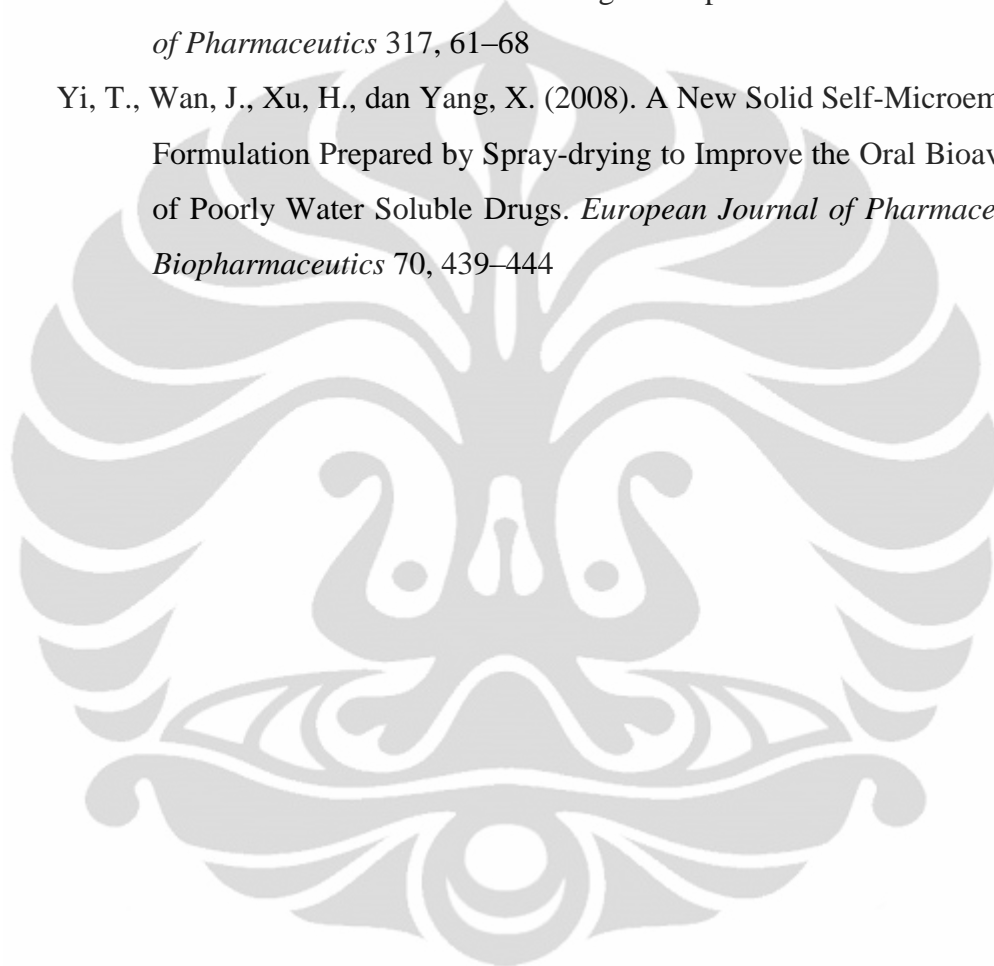 of Pharmaceutics 317, 61–68
Yi, T., Wan, J., Xu, H., dan Yang, X. (2008). A New Solid Self-Microem
Formulation Prepared by Spray-drying to Improve the Oral Bioav
of Poorly Water Soluble Drugs. European Journal of Pharmace
Biopharmaceutics 70, 439–444